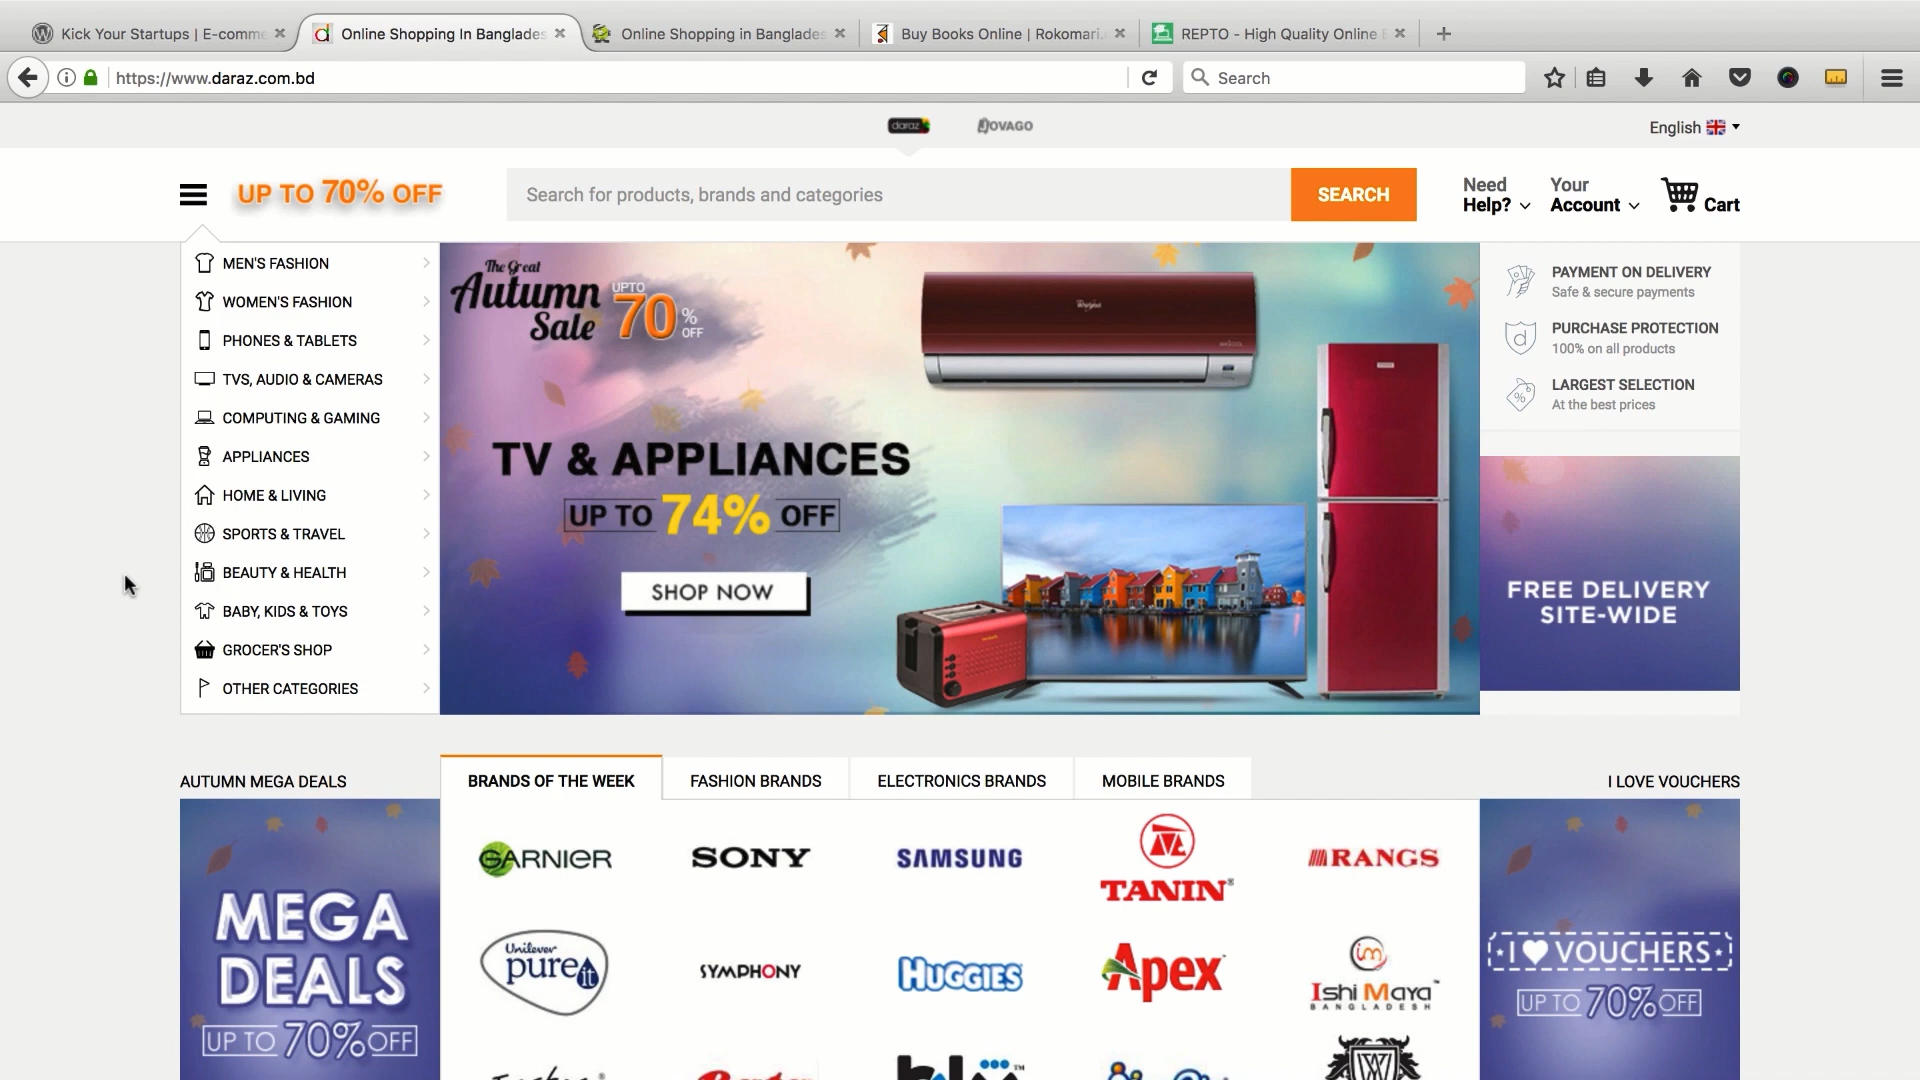 Kick Your Startups | E-comme
Online Shopping In Banglades
Online Shopping in Banglades
Buy Books Online | Rokomari.
REPTO - High Quality Online
https://www.daraz.com.bd
Search
daraz
JOVAGO
English
UP TO 70% OFF
Search for products, brands and categories
SEARCH
Need Help?
Your Account
Cart
MEN'S FASHION
WOMEN'S FASHION
PHONES & TABLETS
TVS, AUDIO & CAMERAS
COMPUTING & GAMING
APPLIANCES
HOME & LIVING
SPORTS & TRAVEL
BEAUTY & HEALTH
BABY, KIDS & TOYS
GROCER'S SHOP
OTHER CATEGORIES
The Great
Autumn
Sale
UPTO
70% OFF
TV & APPLIANCES
UP TO 74% OFF
SHOP NOW
Whirlpool
PAYMENT ON DELIVERY
Safe & secure payments
PURCHASE PROTECTION
100% on all products
LARGEST SELECTION
At the best prices
FREE DELIVERY
SITE-WIDE
AUTUMN MEGA DEALS
BRANDS OF THE WEEK
FASHION BRANDS
ELECTRONICS BRANDS
MOBILE BRANDS
I LOVE VOUCHERS
MEGA
DEALS
UP TO 70% OFF
GARNIER
SONY
SAMSUNG
TANIN
RANGS
Unilever
pureit
SYMPHONY
HUGGIES
Apex
im
Ishi Maya™
BANGLADESH
I ♥ VOUCHERS
UP TO 70% OFF